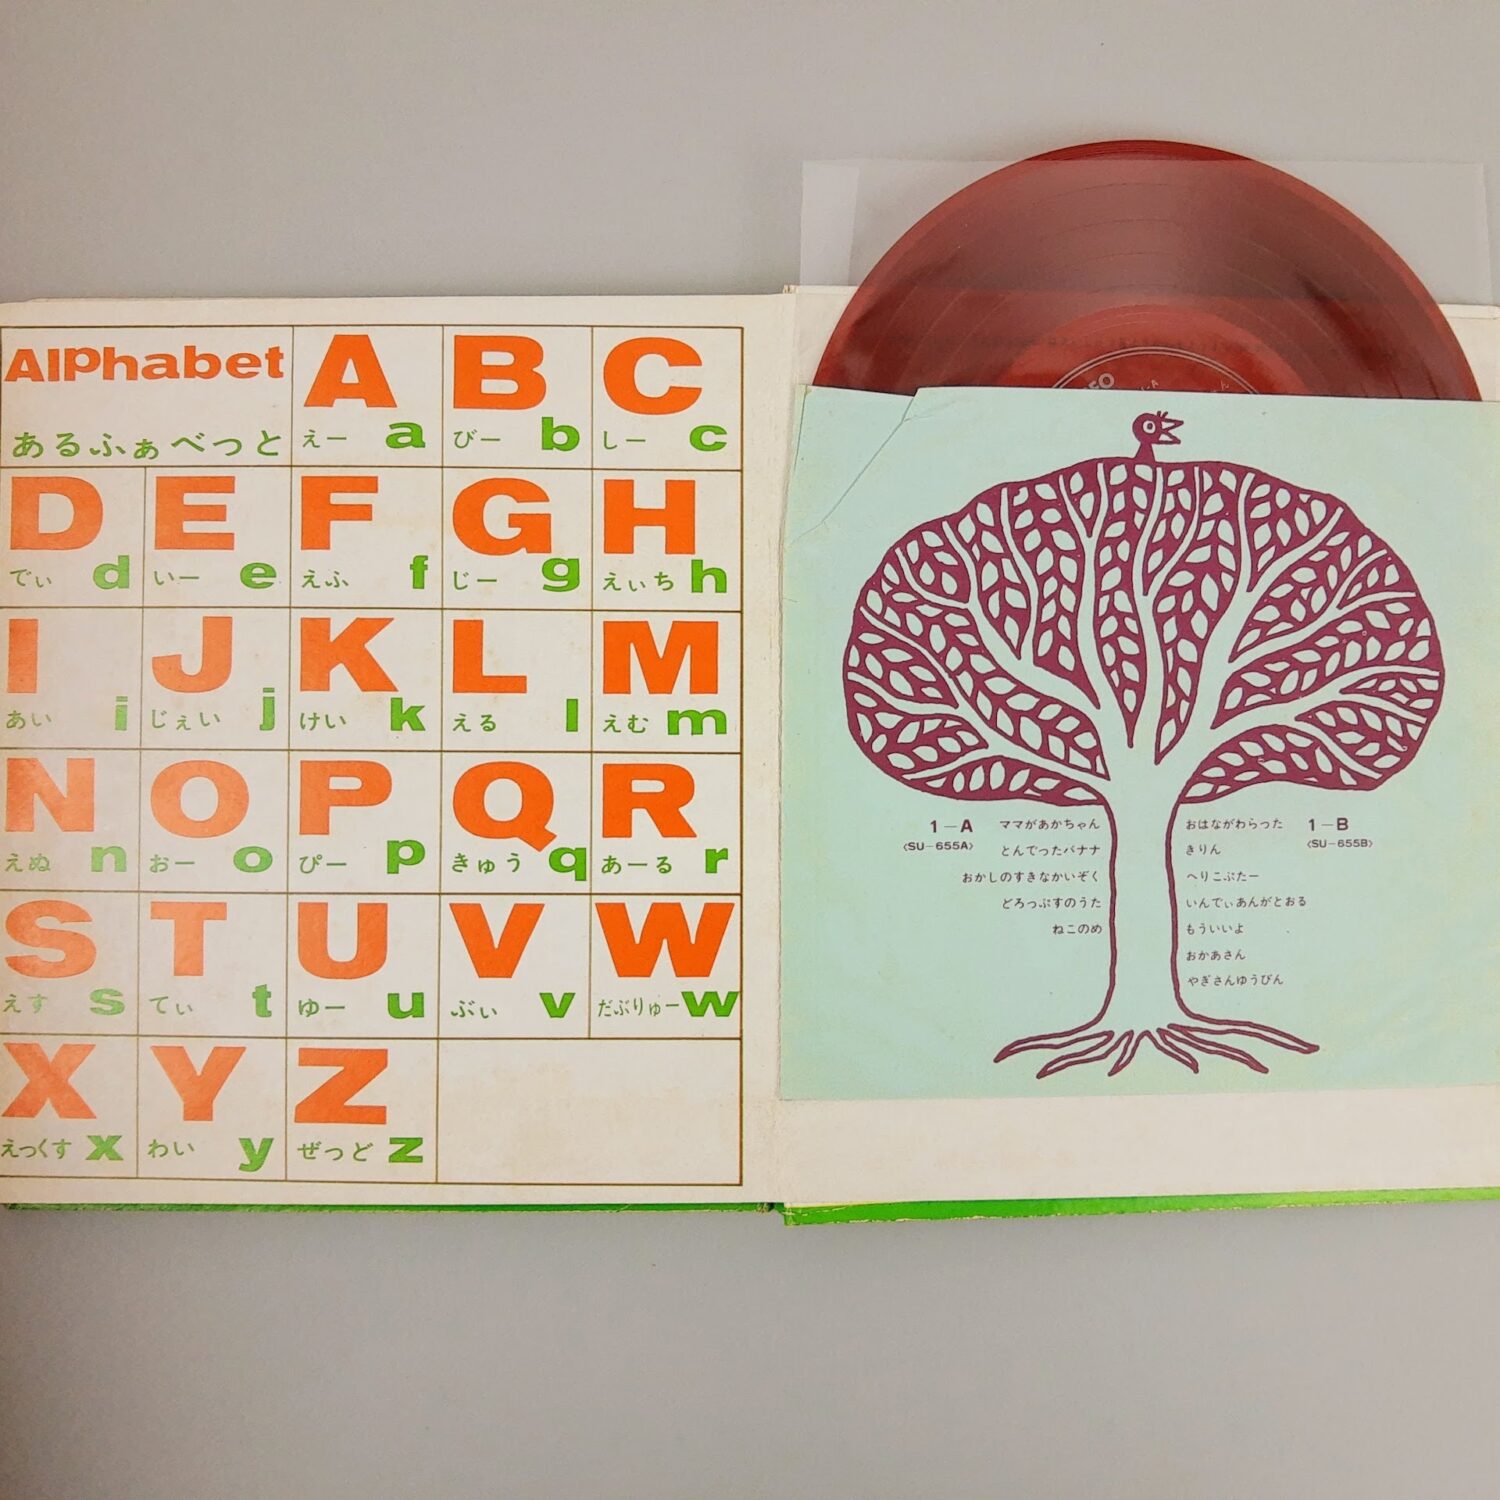 Alphabet
あるふぁべっと
A えー a
B びー b
C しー c
D でぃ d
E いー e
F えふ f
G じー g
H えぃち h
I あい i
J じぇい j
K けい k
L える l
M えむ m
N えぬ n
O おー o
P ぴー p
Q きゅう q
R あーる r
S えす s
T てぃ t
U ゆー u
V ぶぃ v
W だぶりゅー w
X えっくす x
Y わい y
Z ぜっど z
1-A
〈SU-655A〉
ママがあかちゃん
とんでったバナナ
おかしのすきなかいぞく
どろっぷすのうた
ねこのめ
1-B
〈SU-655B〉
おはながわらった
きりん
へりこぷたー
いんでぃあんがとおる
もういいよ
おかあさん
やぎさんゆうびん